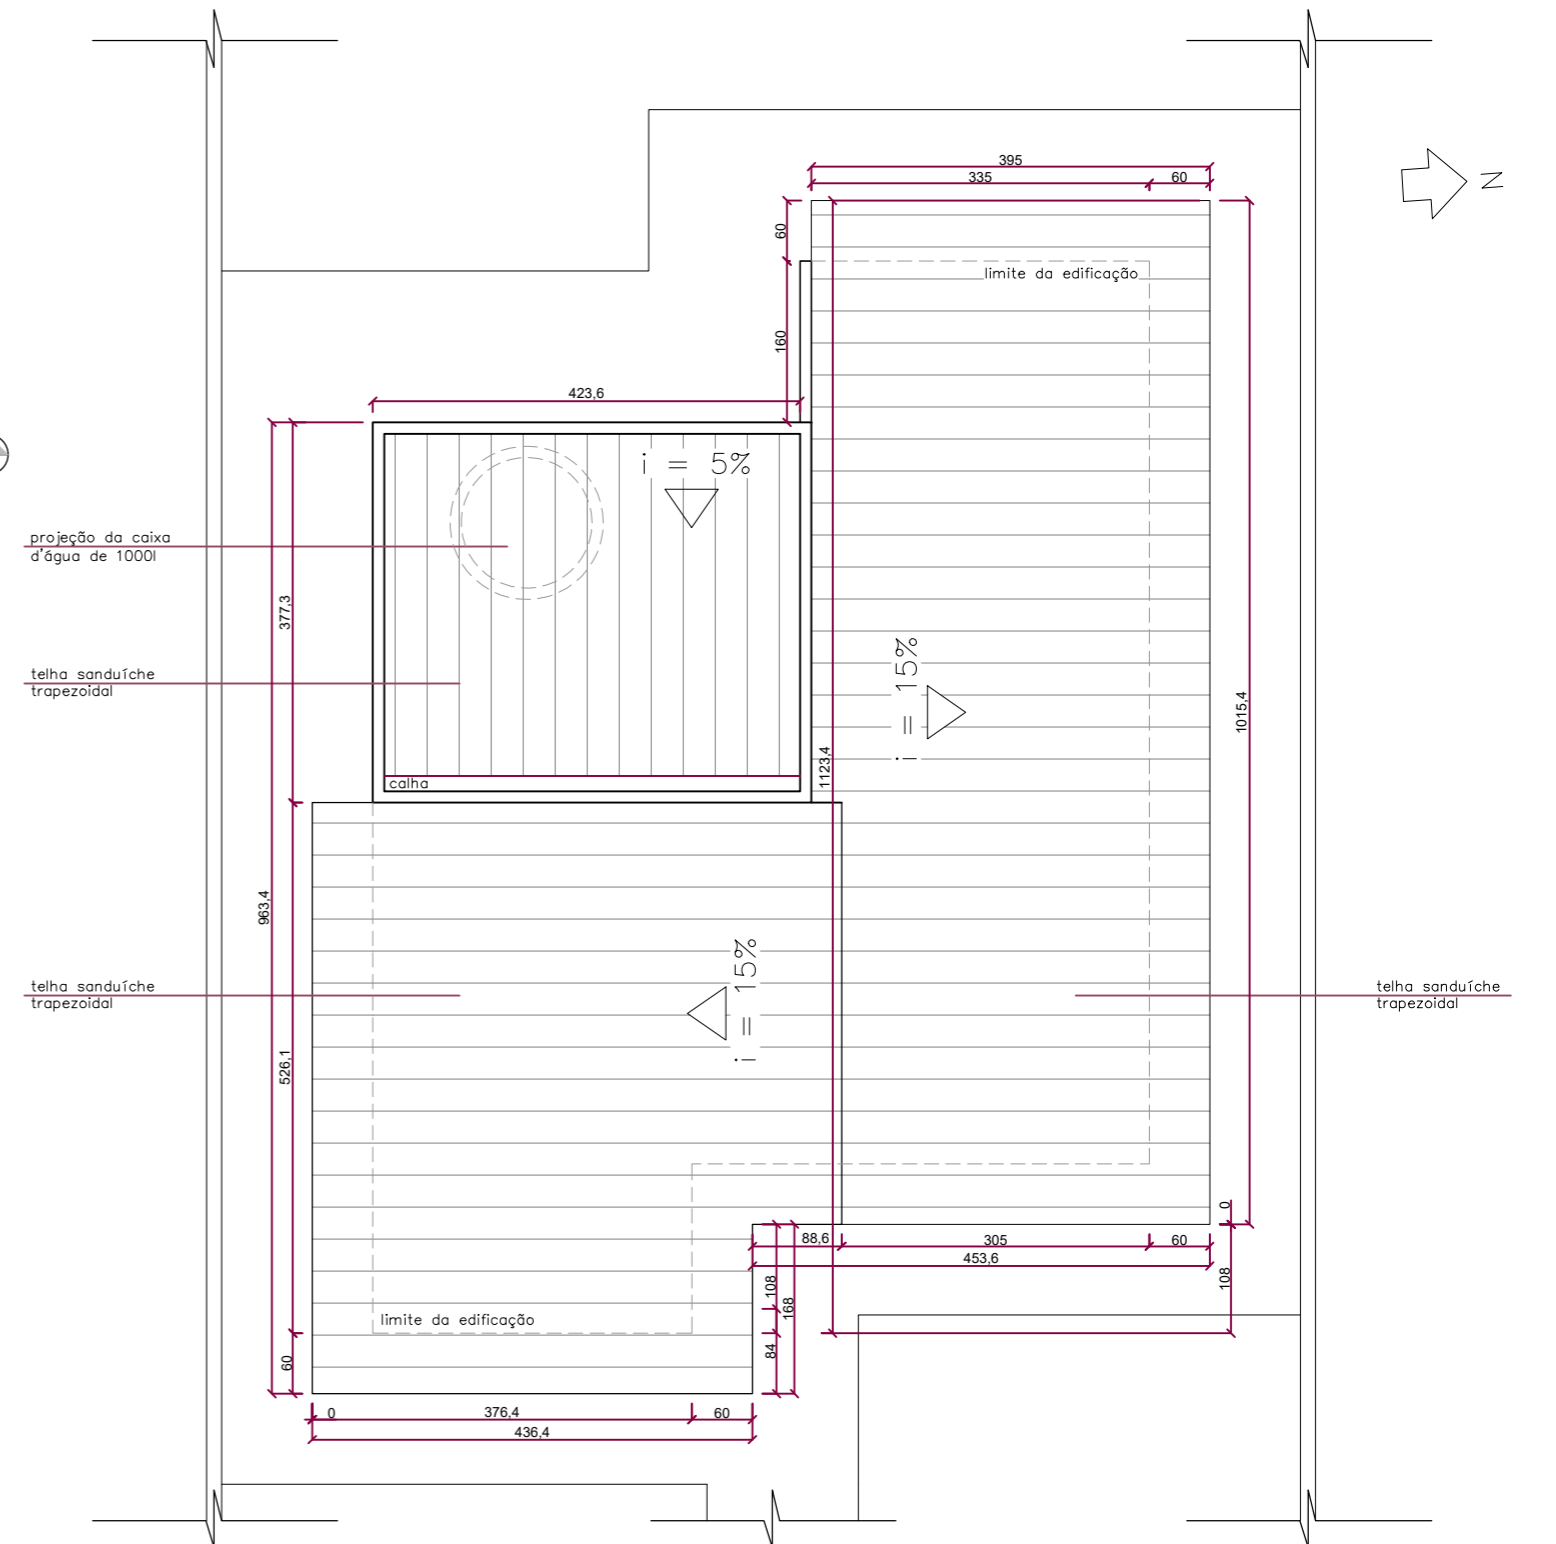 395
335
60
N
60
limite da edificação
160
423,6
i = 5%
projeção da caixa
d'água de 1000l
377,3
telha sanduíche
trapezoidal
i = 15%
1015,4
1123,4
calha
963,4
i = 15%
telha sanduíche
trapezoidal
telha sanduíche
trapezoidal
526,1
0
88,6
305
60
453,6
108
108
168
limite da edificação
84
60
0
376,4
60
436,4